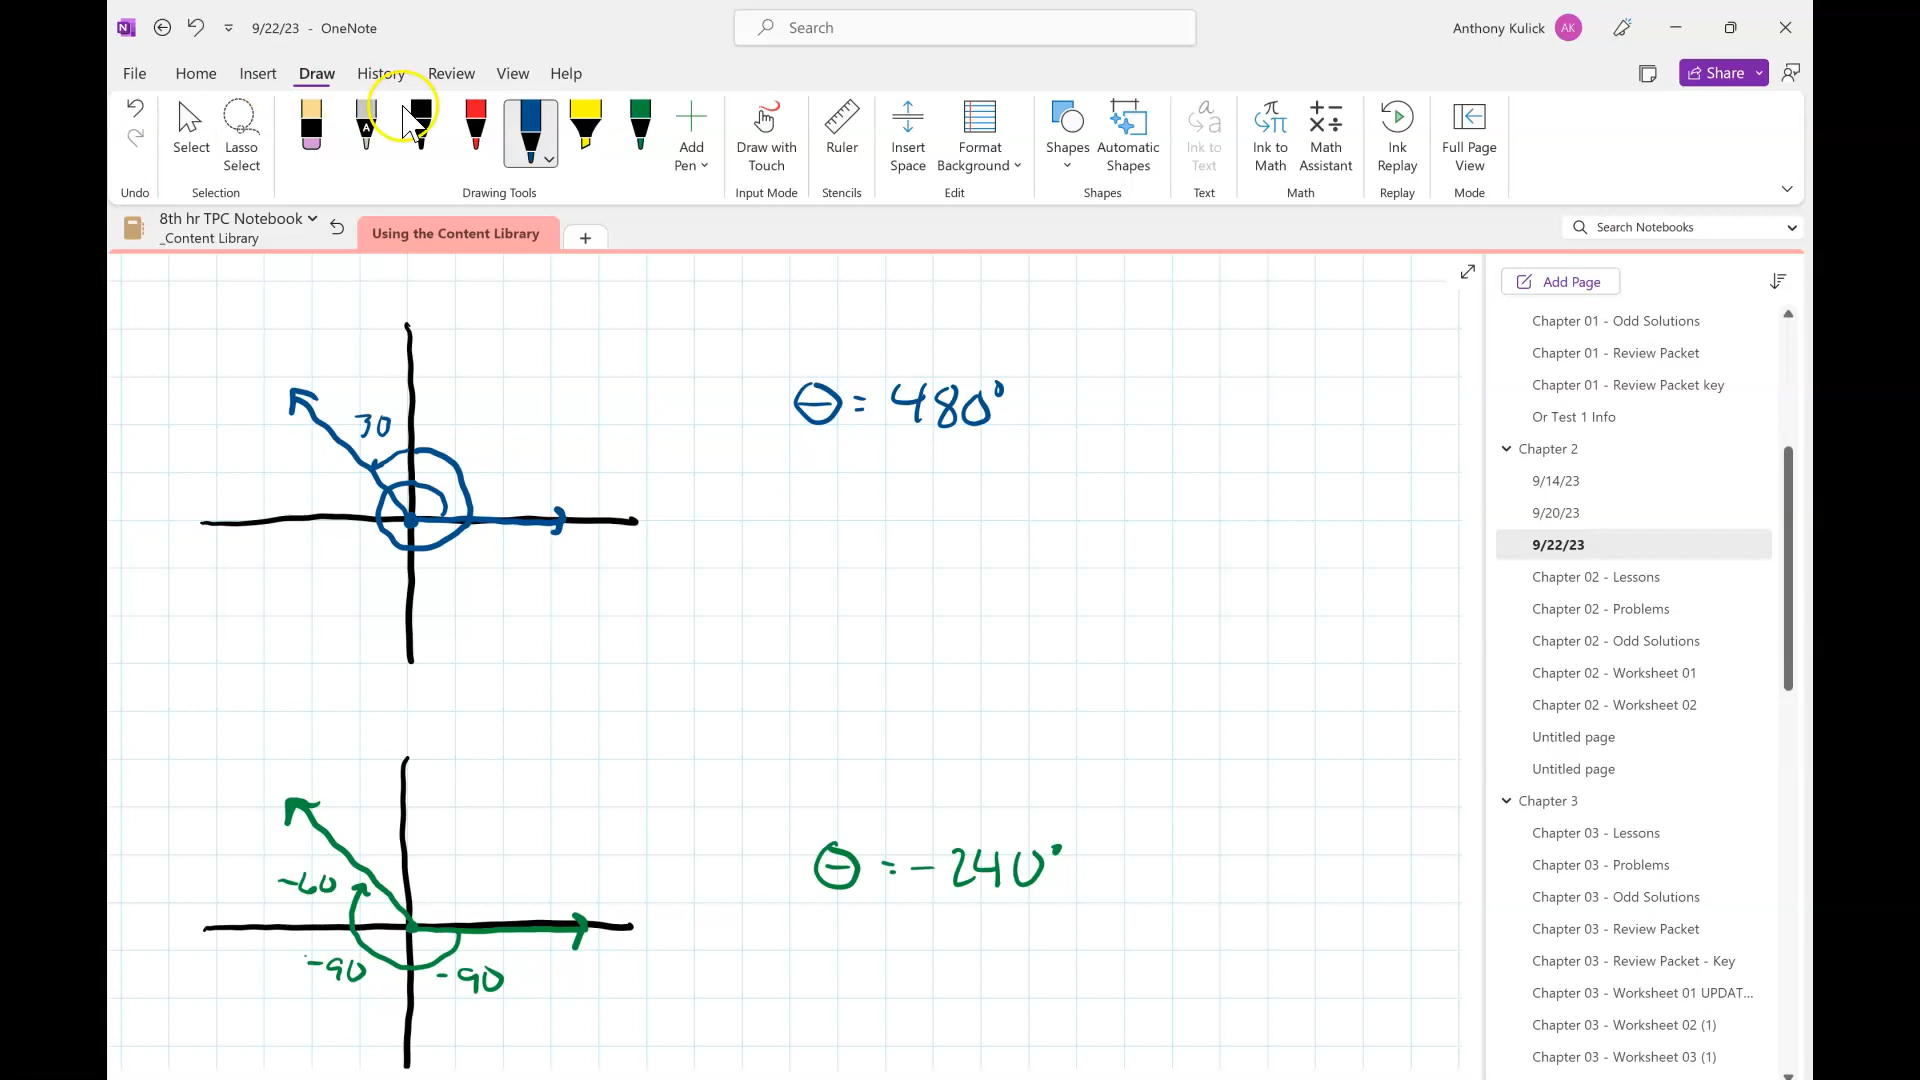 9/22/23 - OneNote
Search
Anthony Kulick
AK
File Home Insert Draw History Review View Help
Share
Select
Lasso Select
A
Add Pen
Draw with Touch
Ruler
Insert Space
Format Background
Shapes
Automatic Shapes
Ink to Text
Ink to Math
Math Assistant
Ink Replay
Full Page View
Undo
Selection
Drawing Tools
Input Mode
Stencils
Edit
Shapes
Text
Math
Replay
Mode
8th hr TPC Notebook
_Content Library
Using the Content Library
Search Notebooks
Add Page
Chapter 01 - Odd Solutions
Chapter 01 - Review Packet
Chapter 01 - Review Packet key
Or Test 1 Info
Chapter 2
9/14/23
9/20/23
9/22/23
Chapter 02 - Lessons
Chapter 02 - Problems
Chapter 02 - Odd Solutions
Chapter 02 - Worksheet 01
Chapter 02 - Worksheet 02
Untitled page
Untitled page
Chapter 3
Chapter 03 - Lessons
Chapter 03 - Problems
Chapter 03 - Odd Solutions
Chapter 03 - Review Packet
Chapter 03 - Review Packet - Key
Chapter 03 - Worksheet 01 UPDAT...
Chapter 03 - Worksheet 02 (1)
Chapter 03 - Worksheet 03 (1)
30
θ = 480°
-60
-90
-90
θ = -240°